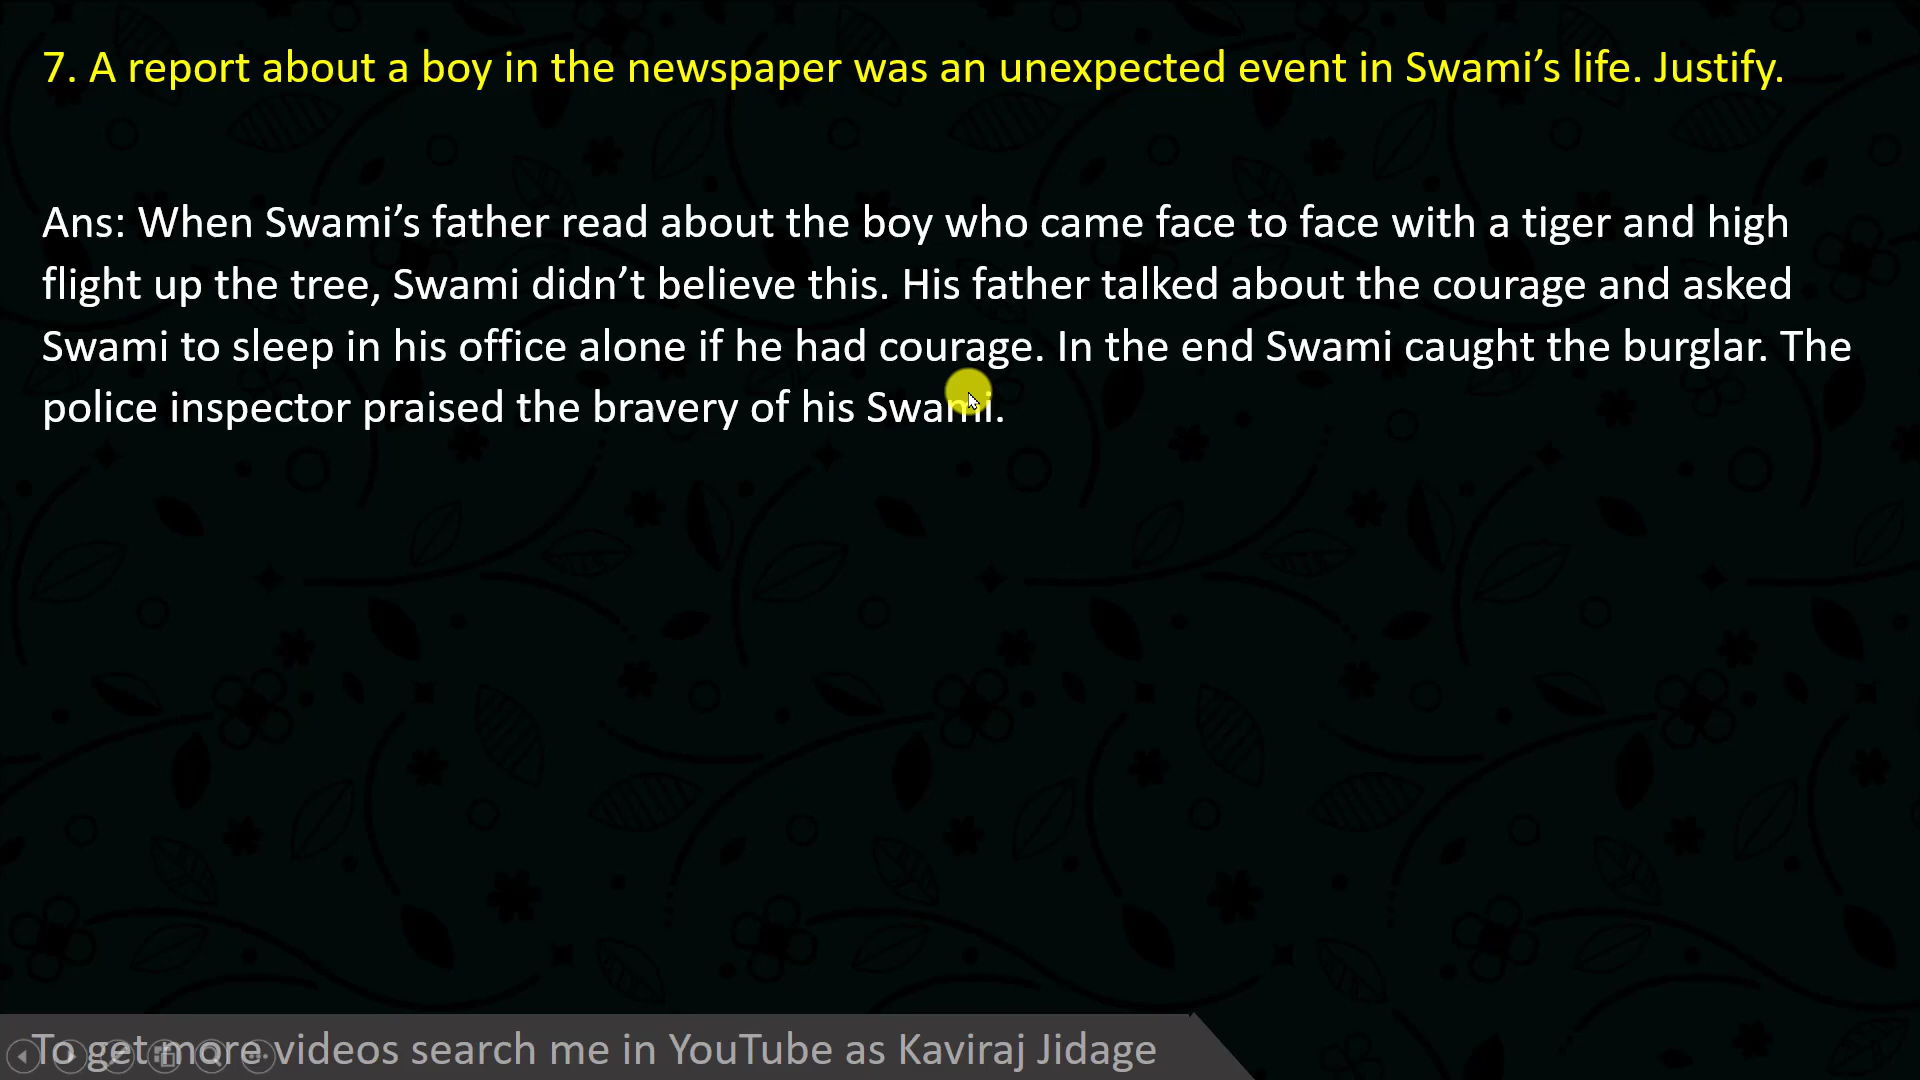 7. A report about a boy in the newspaper was an unexpected event in Swami’s life. Justify.
Ans: When Swami’s father read about the boy who came face to face with a tiger and high
flight up the tree, Swami didn’t believe this. His father talked about the courage and asked
Swami to sleep in his office alone if he had courage. In the end Swami caught the burglar. The
police inspector praised the bravery of his Swami.
To get more videos search me in YouTube as Kaviraj Jidage